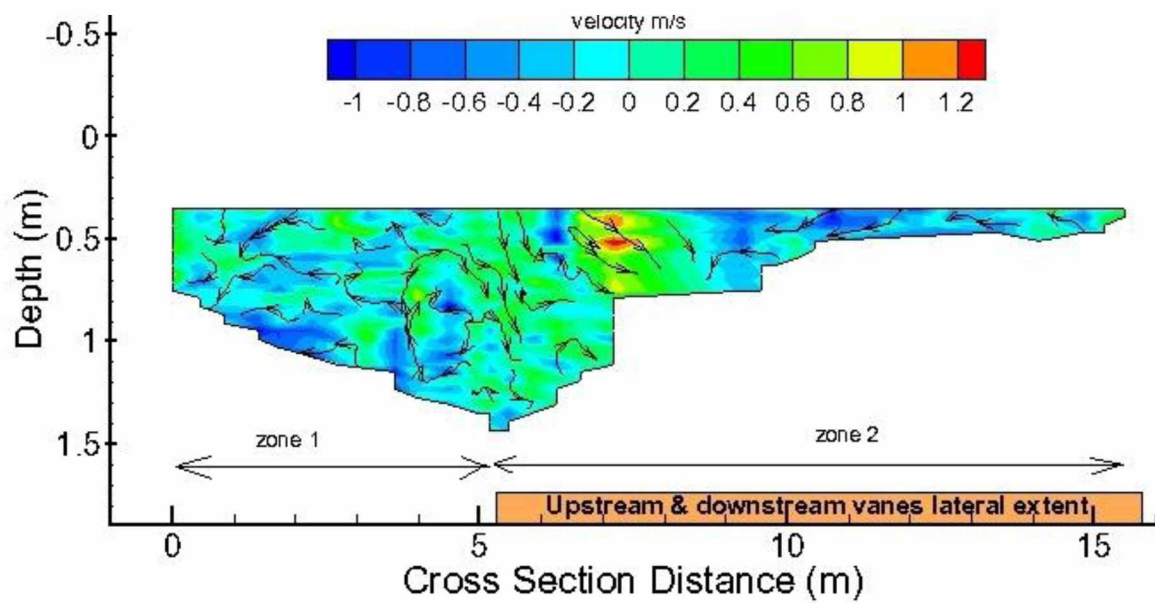 velocity m/s
-1 -0.8 -0.6 -0.4 -0.2 0 0.2 0.4 0.6 0.8 1 1.2
-0.5
0
0.5
1
1.5
Depth (m)
zone 1
zone 2
Upstream & downstream vanes lateral extent
0 5 10 15
Cross Section Distance (m)